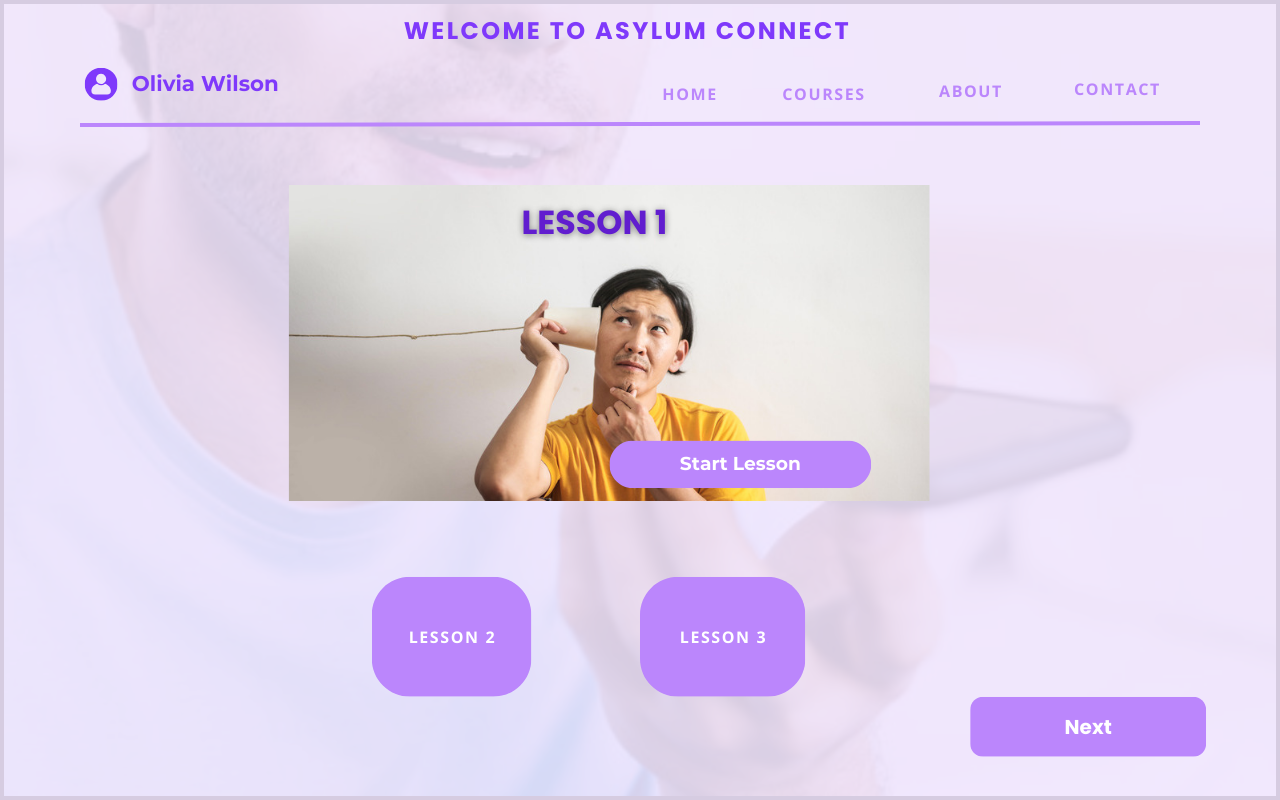 WELCOME TO ASYLUM CONNECT
Olivia Wilson
HOME COURSES ABOUT CONTACT
LESSON 1
Start Lesson
LESSON 2 LESSON 3
Next